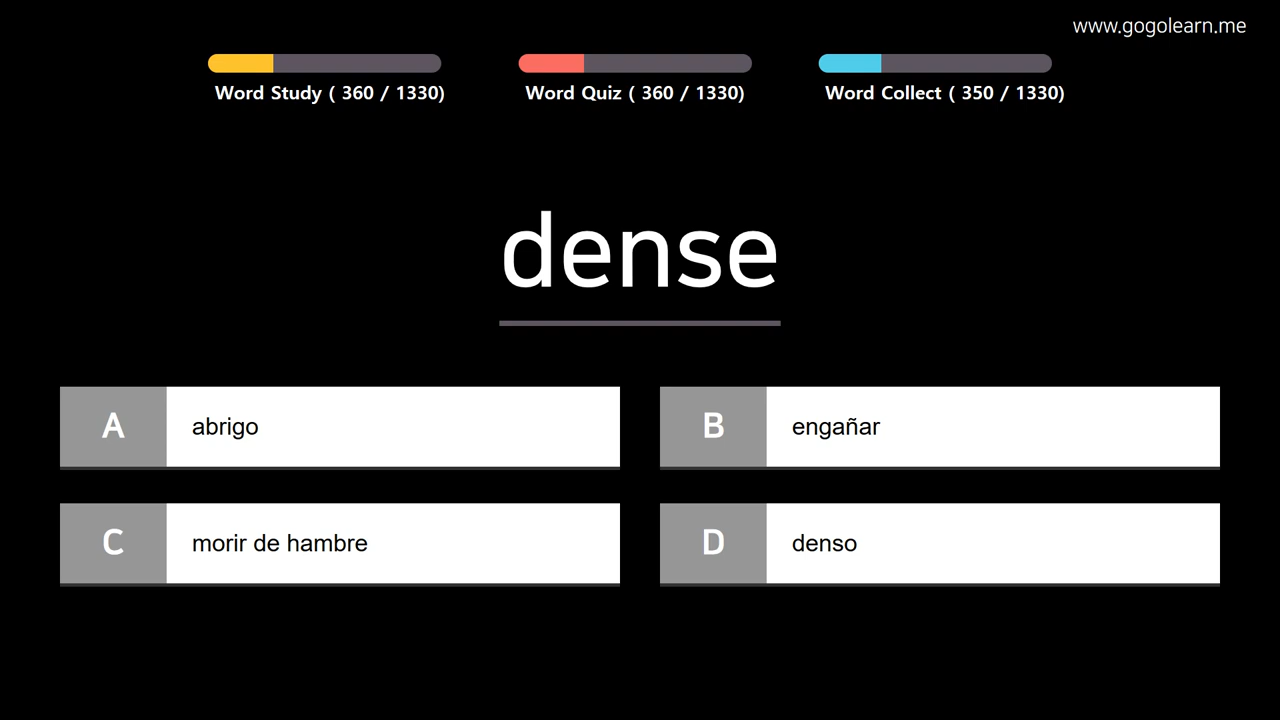 www.gogolearn.me
Word Study ( 360 / 1330)
Word Quiz ( 360 / 1330)
Word Collect ( 350 / 1330)
dense
A abrigo
B engañar
C morir de hambre
D denso